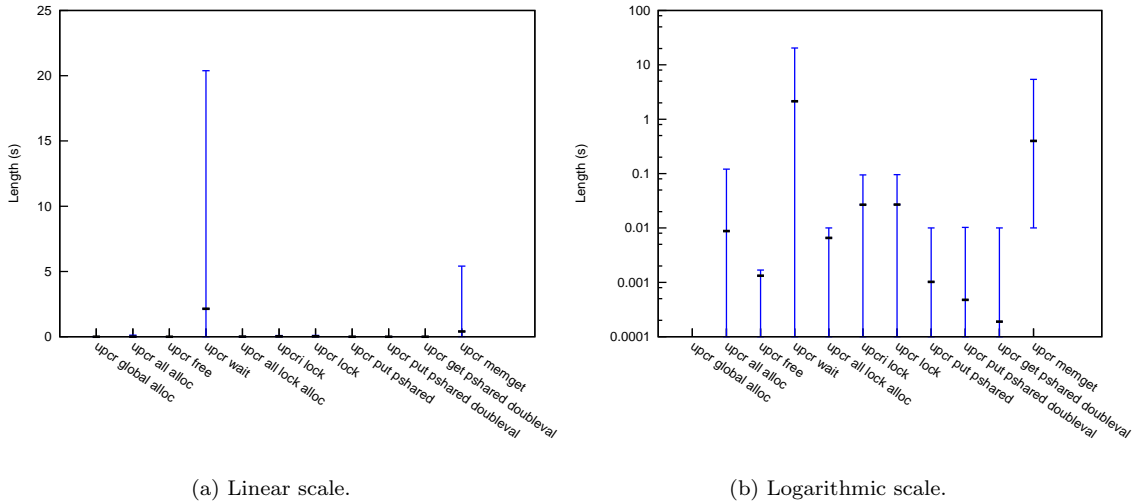 25
20
15
10
5
0
Length (s)
upcr global alloc
upcr all alloc
upcr free
upcr wait
upcr all lock alloc
upcri lock
upcr lock
upcr put pshared
upcr put pshared doubleval
upcr get pshared doubleval
upcr memget
(a) Linear scale.
100
10
1
0.1
0.01
0.001
0.0001
Length (s)
upcr global alloc
upcr all alloc
upcr free
upcr wait
upcr all lock alloc
upcri lock
upcr lock
upcr put pshared
upcr put pshared doubleval
upcr get pshared doubleval
upcr memget
(b) Logarithmic scale.